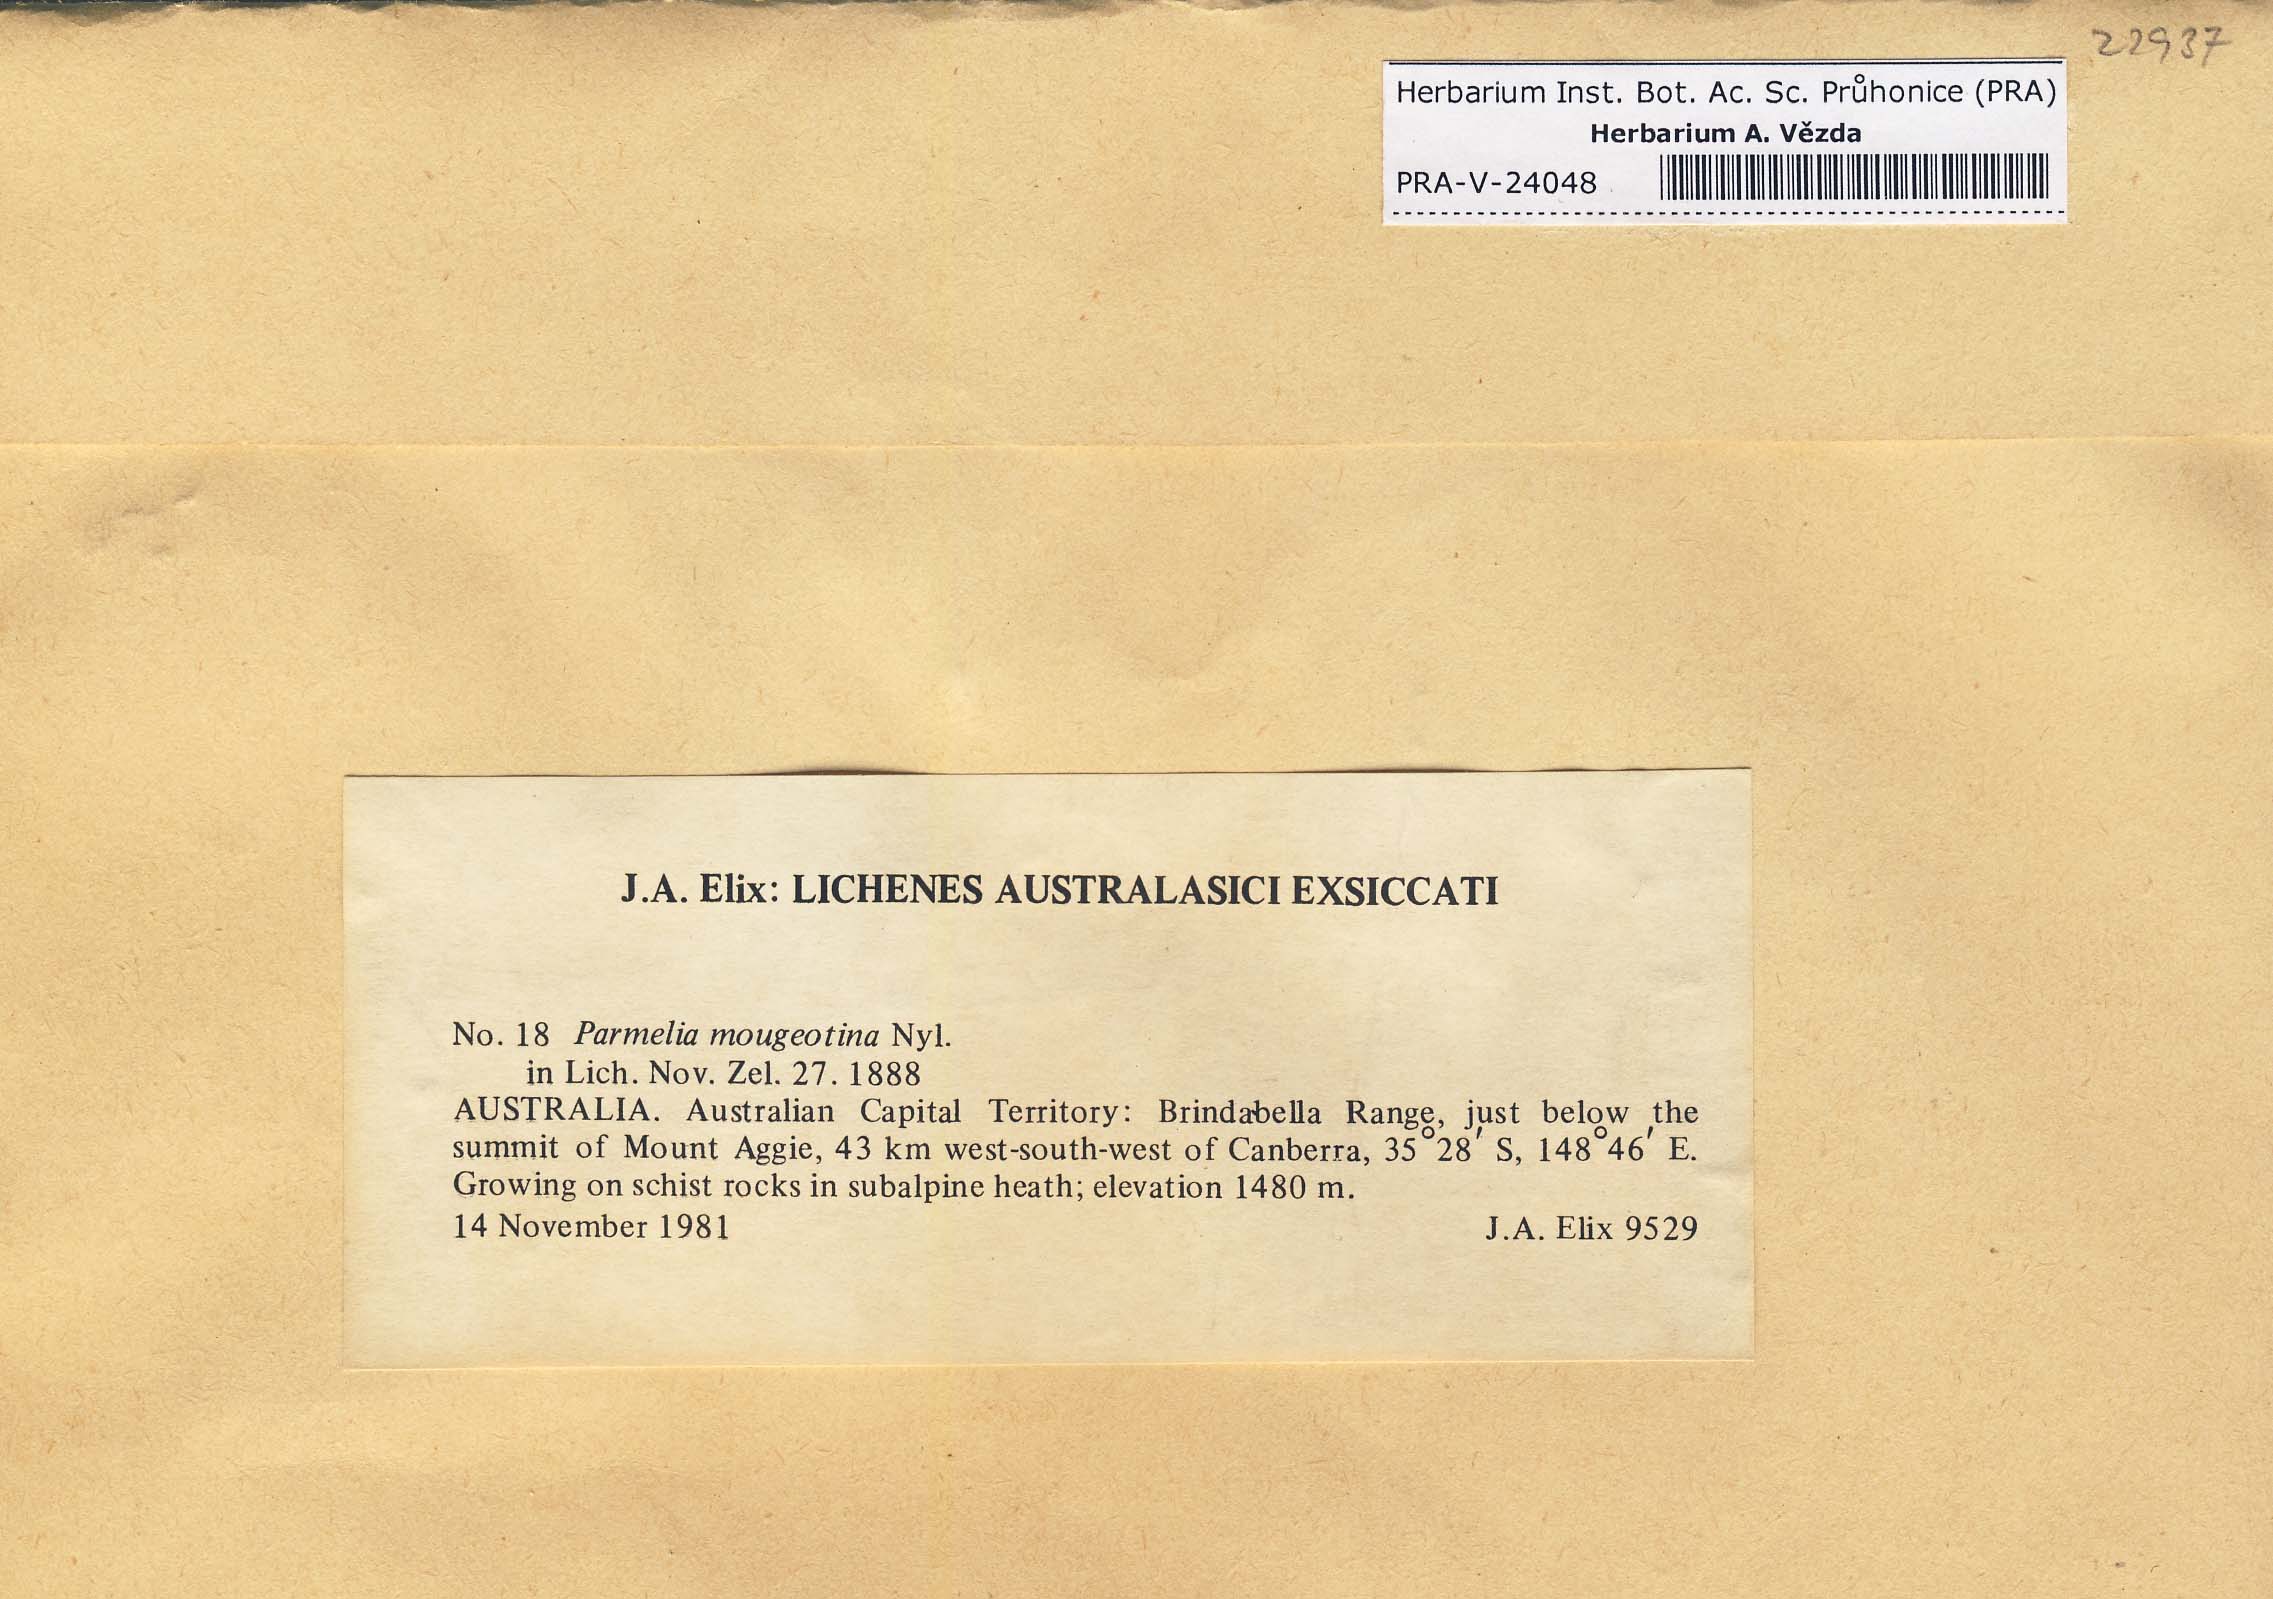 22937
Herbarium Inst. Bot. Ac. Sc. Průhonice (PRA)
Herbarium A. Vězda
PRA-V-24048
J.A. Elix: LICHENES AUSTRALASICI EXSICCATI
No. 18 Parmelia mougeotina Nyl.
in Lich. Nov. Zel. 27. 1888
AUSTRALIA. Australian Capital Territory: Brindabella Range, just below the
summit of Mount Aggie, 43 km west-south-west of Canberra, 35°28′ S, 148°46′ E.
Growing on schist rocks in subalpine heath; elevation 1480 m.
14 November 1981 J.A. Elix 9529